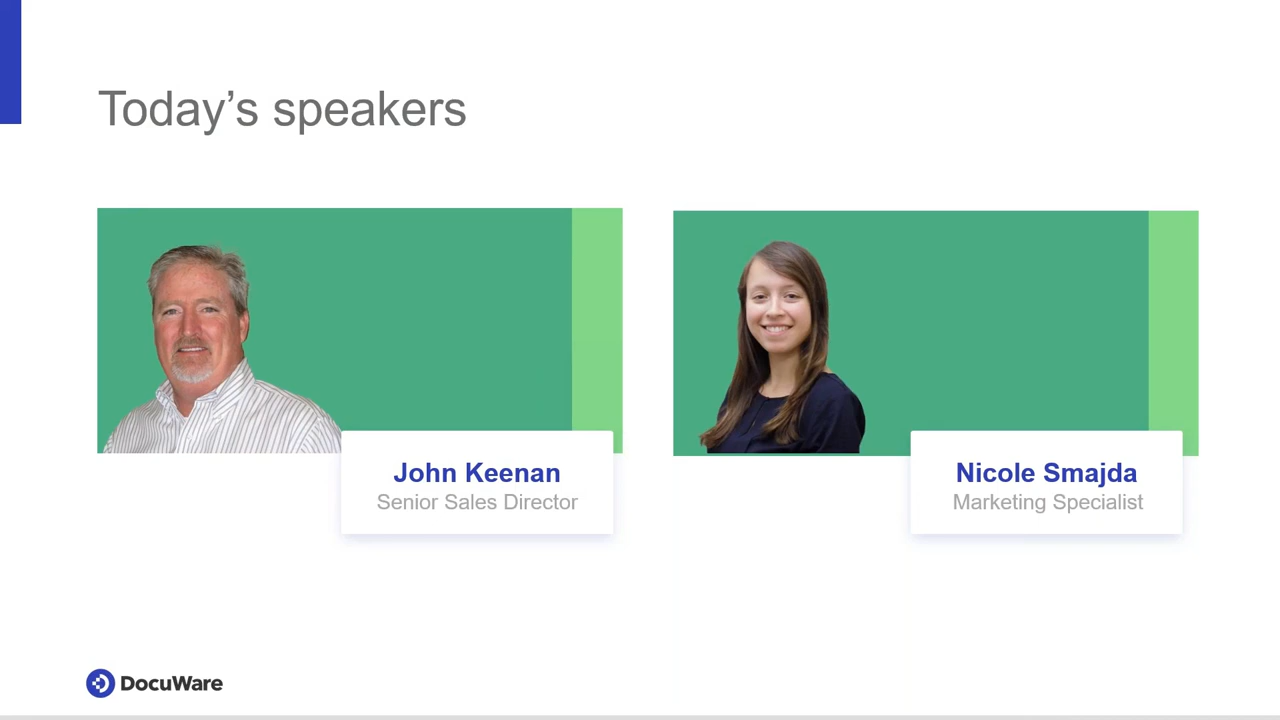 Today’s speakers
John Keenan
Senior Sales Director
Nicole Smajda
Marketing Specialist
DocuWare